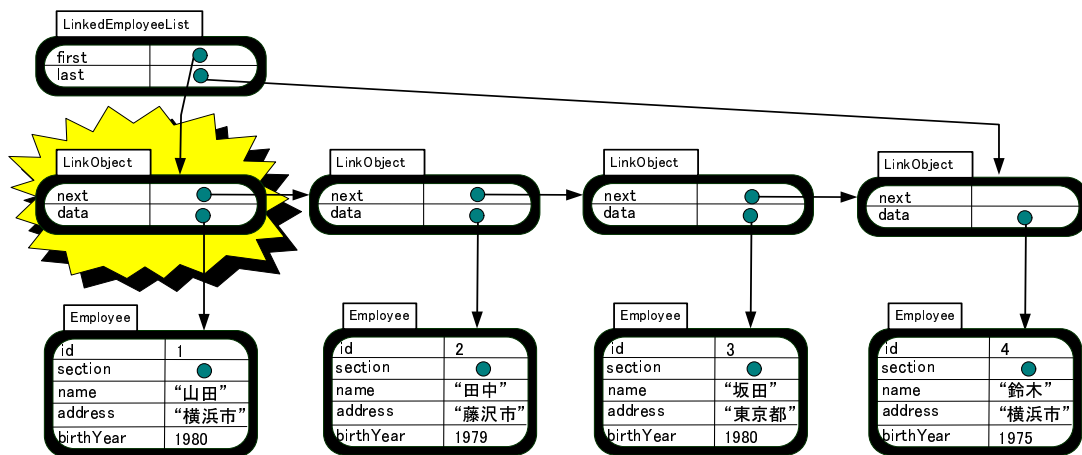 LinkedEmployeeList
first
last
LinkObject
next
data
LinkObject
next
data
LinkObject
next
data
LinkObject
next
data
Employee
id 1
section
name “山田”
address “横浜市”
birthYear 1980
Employee
id 2
section
name “田中”
address “藤沢市”
birthYear 1979
Employee
id 3
section
name “坂田”
address “東京都”
birthYear 1980
Employee
id 4
section
name “鈴木”
address “横浜市”
birthYear 1975